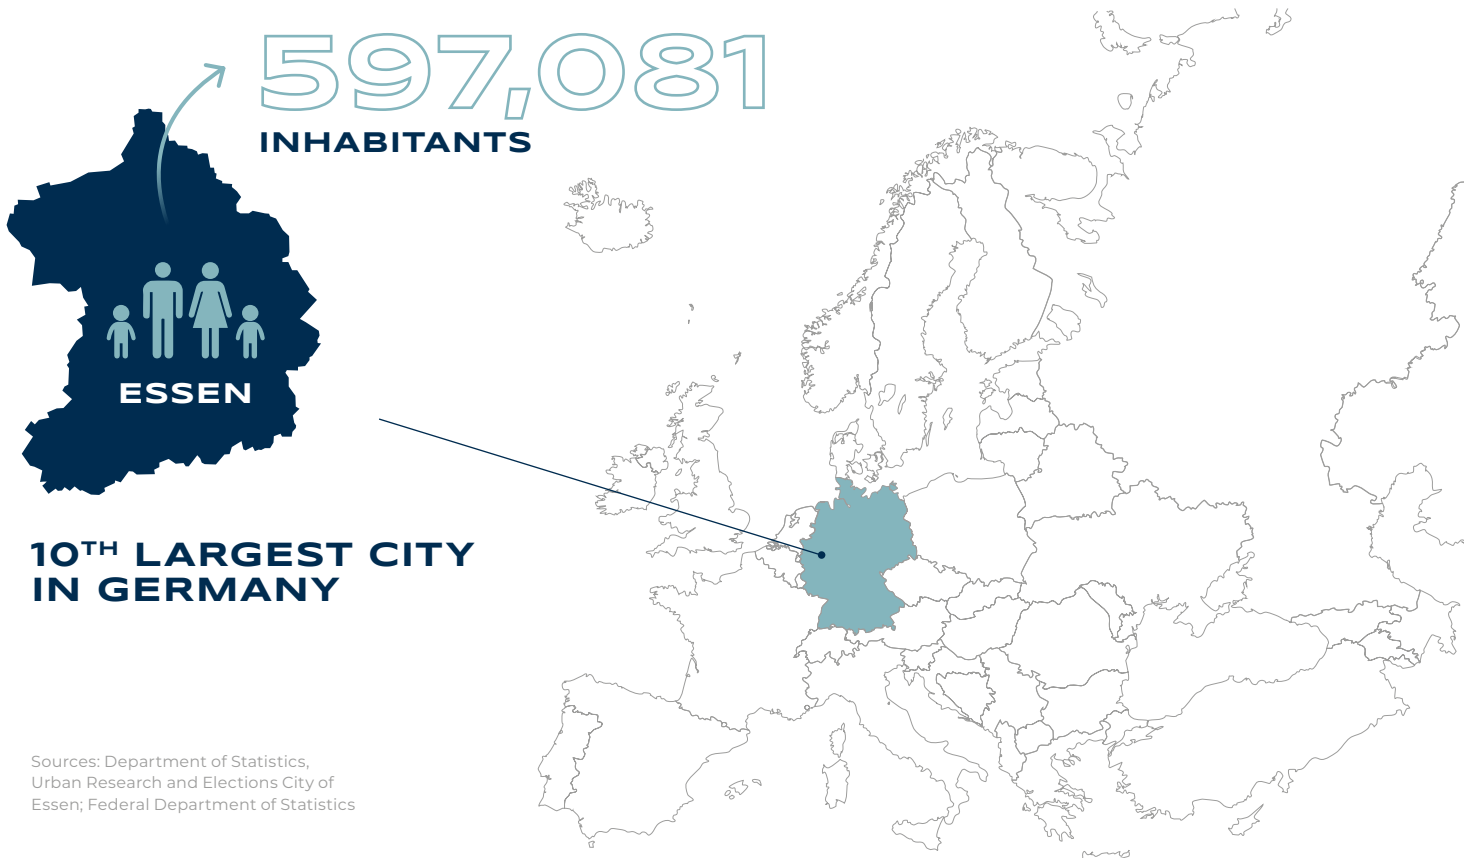 597,081
INHABITANTS
ESSEN
10TH LARGEST CITY
IN GERMANY
Sources: Department of Statistics,
Urban Research and Elections City of
Essen; Federal Department of Statistics